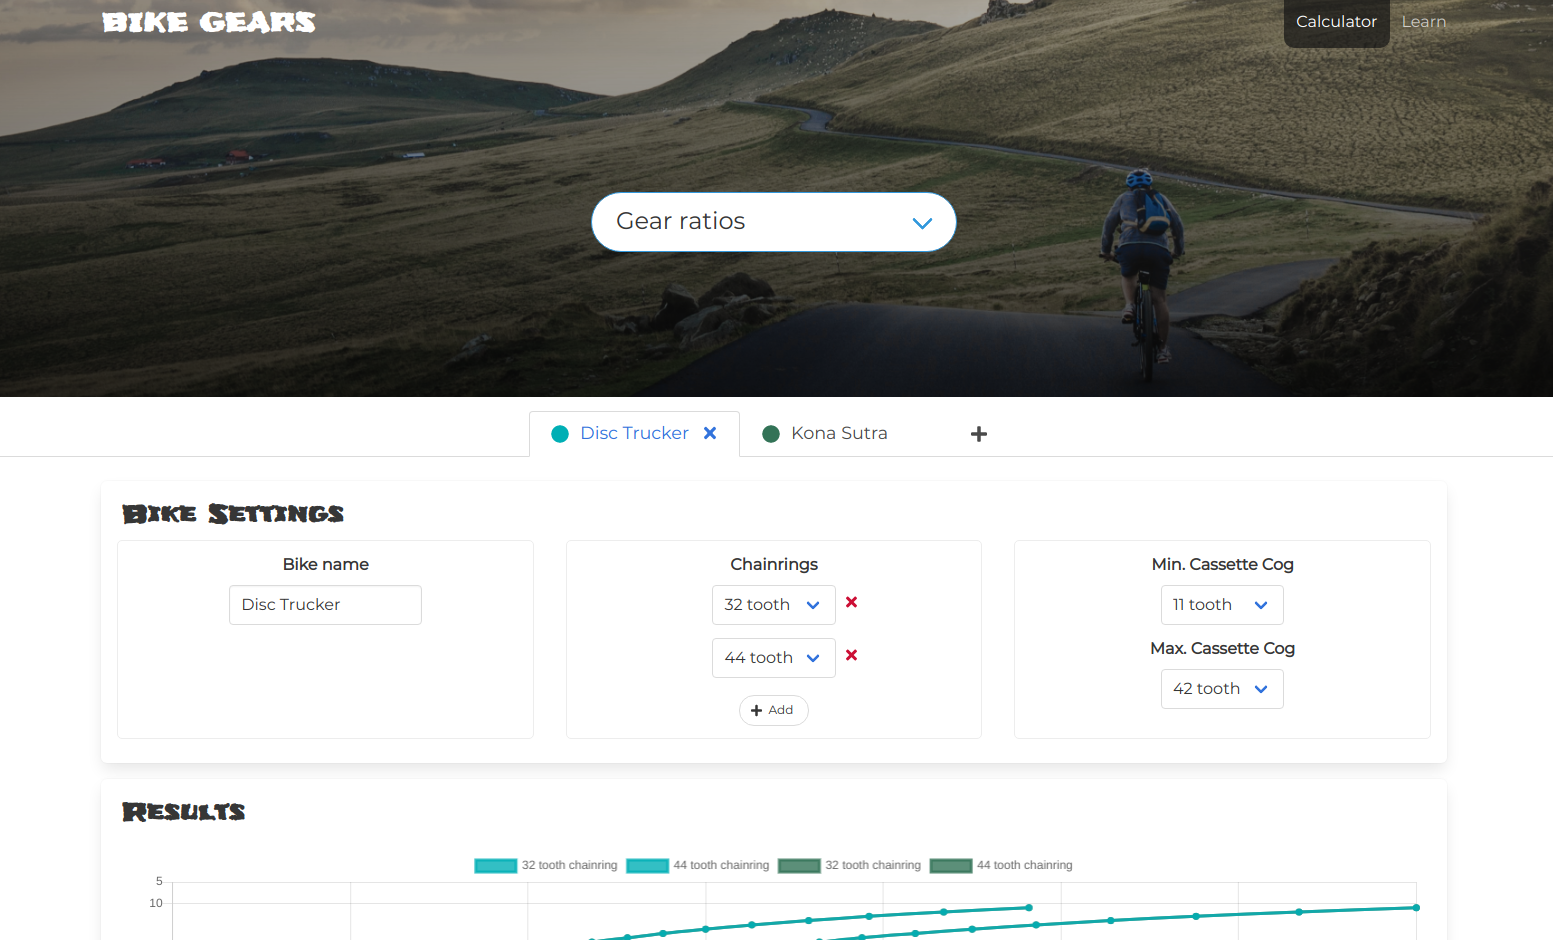 BIKE GEARS
Calculator
Learn
Gear ratios
Disc Trucker
Kona Sutra
BIKE SETTINGS
Bike name
Disc Trucker
Chainrings
32 tooth
44 tooth
Add
Min. Cassette Cog
11 tooth
Max. Cassette Cog
42 tooth
RESULTS
32 tooth chainring 44 tooth chainring 32 tooth chainring 44 tooth chainring
5
10